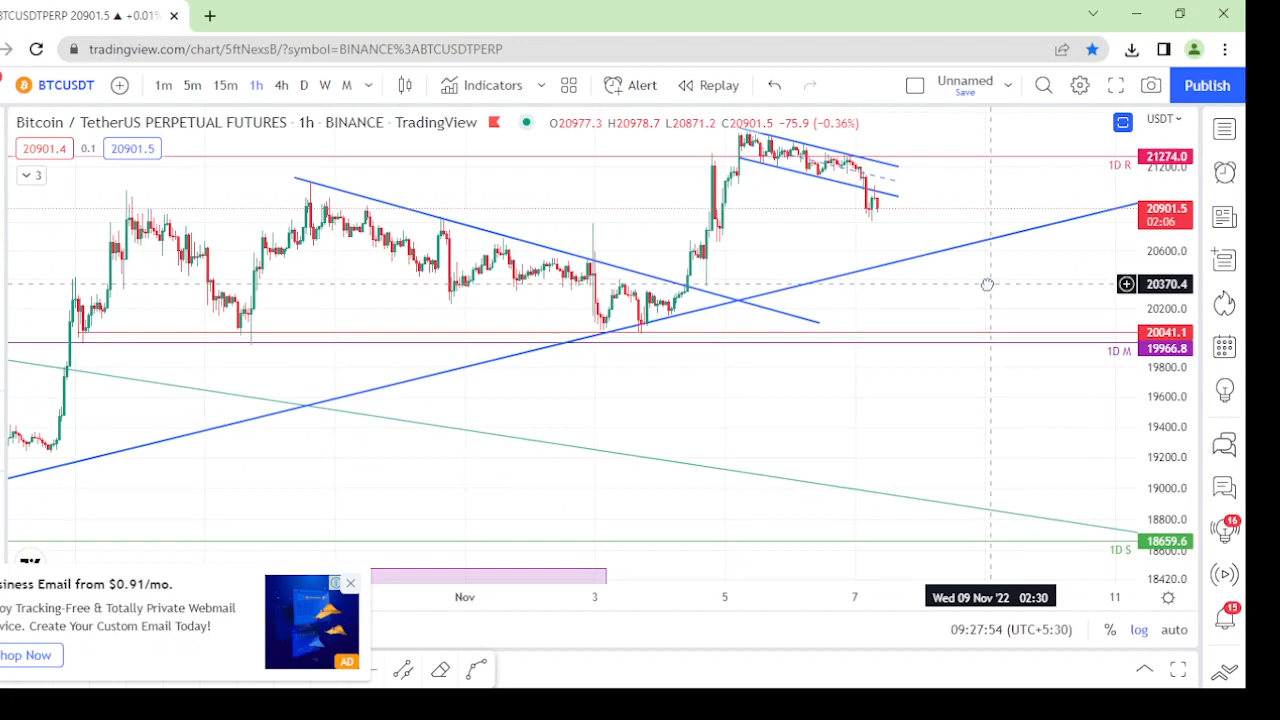 BTCUSDTPERP 20901.5 ▲ +0.01%
tradingview.com/chart/5ftNexsB/?symbol=BINANCE%3ABTCUSDTPERP
BTCUSDT 1m 5m 15m 1h 4h D W M Indicators Alert Replay Unnamed Save Publish
Bitcoin / TetherUS PERPETUAL FUTURES · 1h · BINANCE · TradingView O20977.3 H20978.7 L20871.2 C20901.5 −75.9 (−0.36%) USDT
20901.4 0.1 20901.5
3
21274.0
1D R
21200.0
20901.5
02:06
20600.0
20370.4
20200.0
20041.1
19966.8
1D M
19800.0
19600.0
19400.0
19200.0
19000.0
18800.0
18659.6
1D S
18600.0
18420.0
Nov 3 5 7 Wed 09 Nov '22 02:30 11
siness Email from $0.91/mo.
oy Tracking-Free & Totally Private Webmail
vice. Create Your Custom Email Today!
hop Now
AD
09:27:54 (UTC+5:30) % log auto
16
15